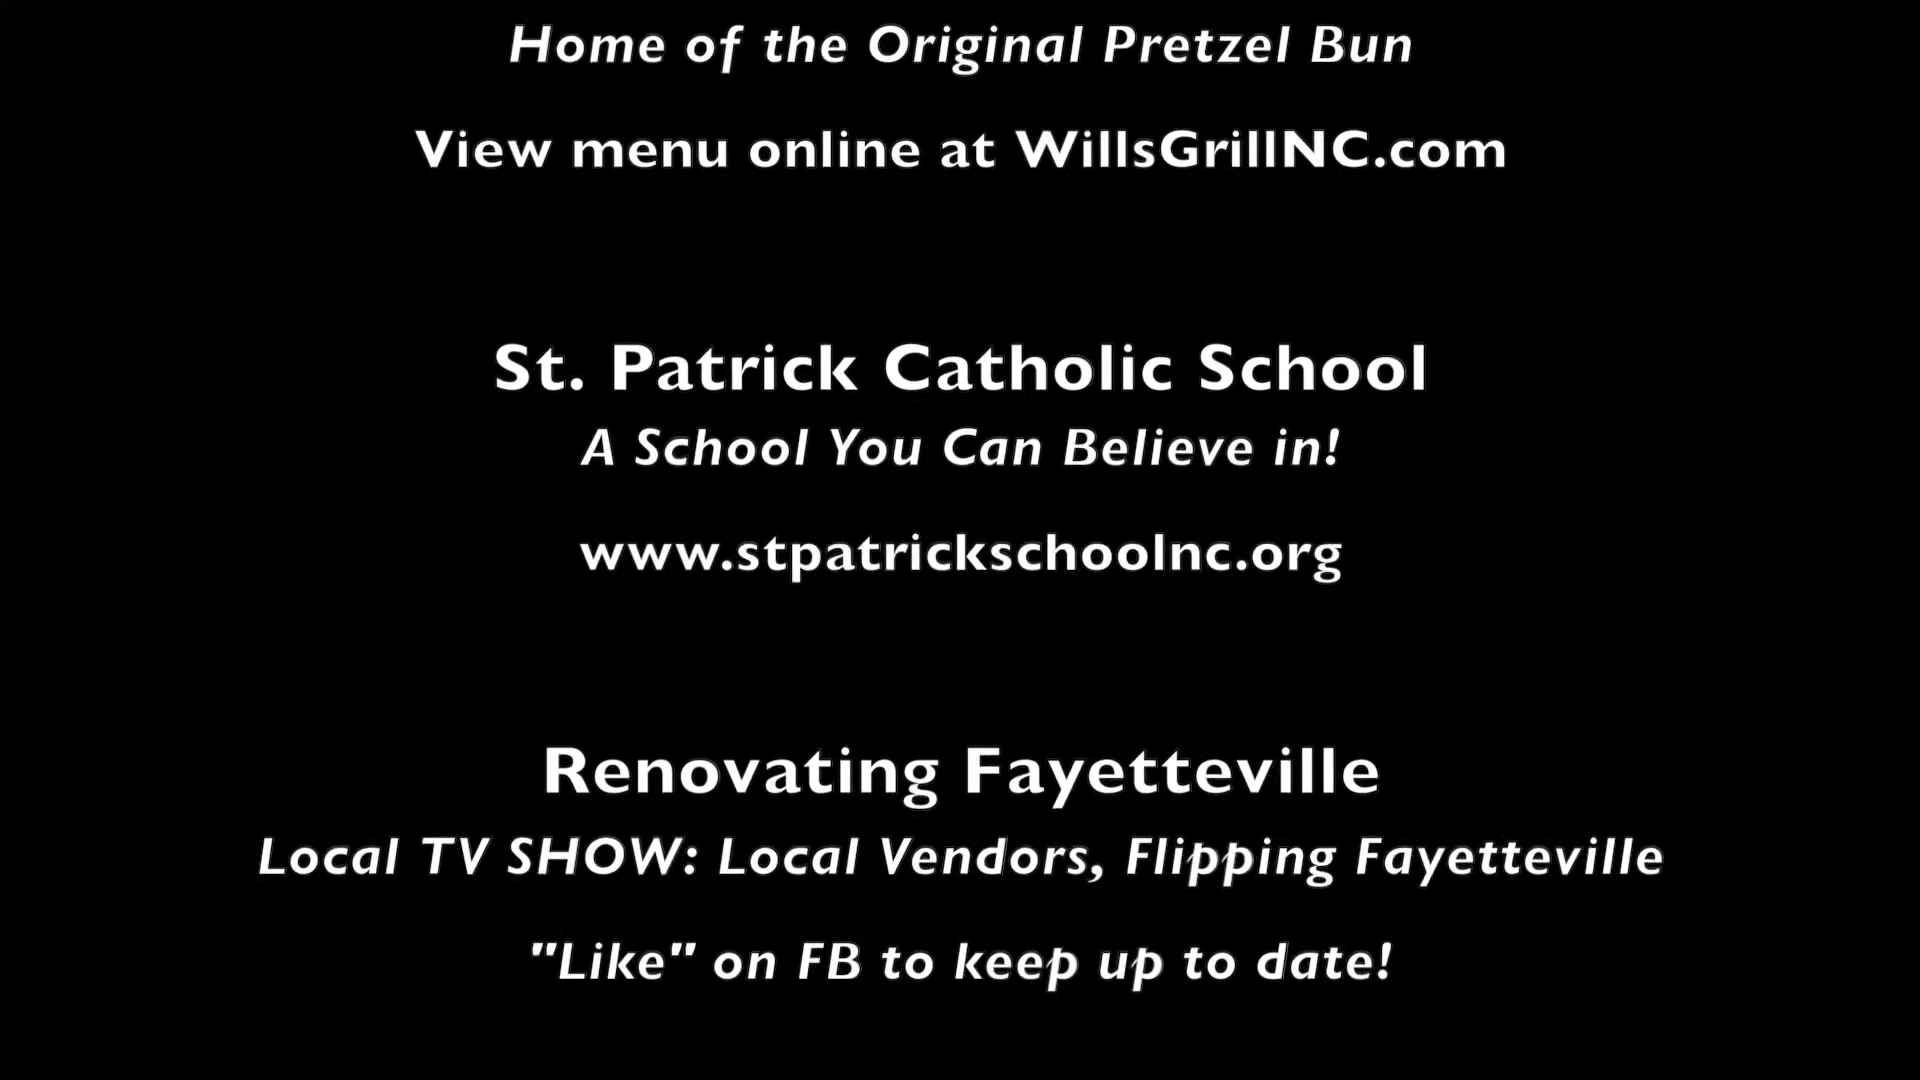 Home of the Original Pretzel Bun
View menu online at WillsGrillNC.com
St. Patrick Catholic School
A School You Can Believe in!
www.stpatrickschoolnc.org
Renovating Fayetteville
Local TV SHOW: Local Vendors, Flipping Fayetteville
"Like" on FB to keep up to date!